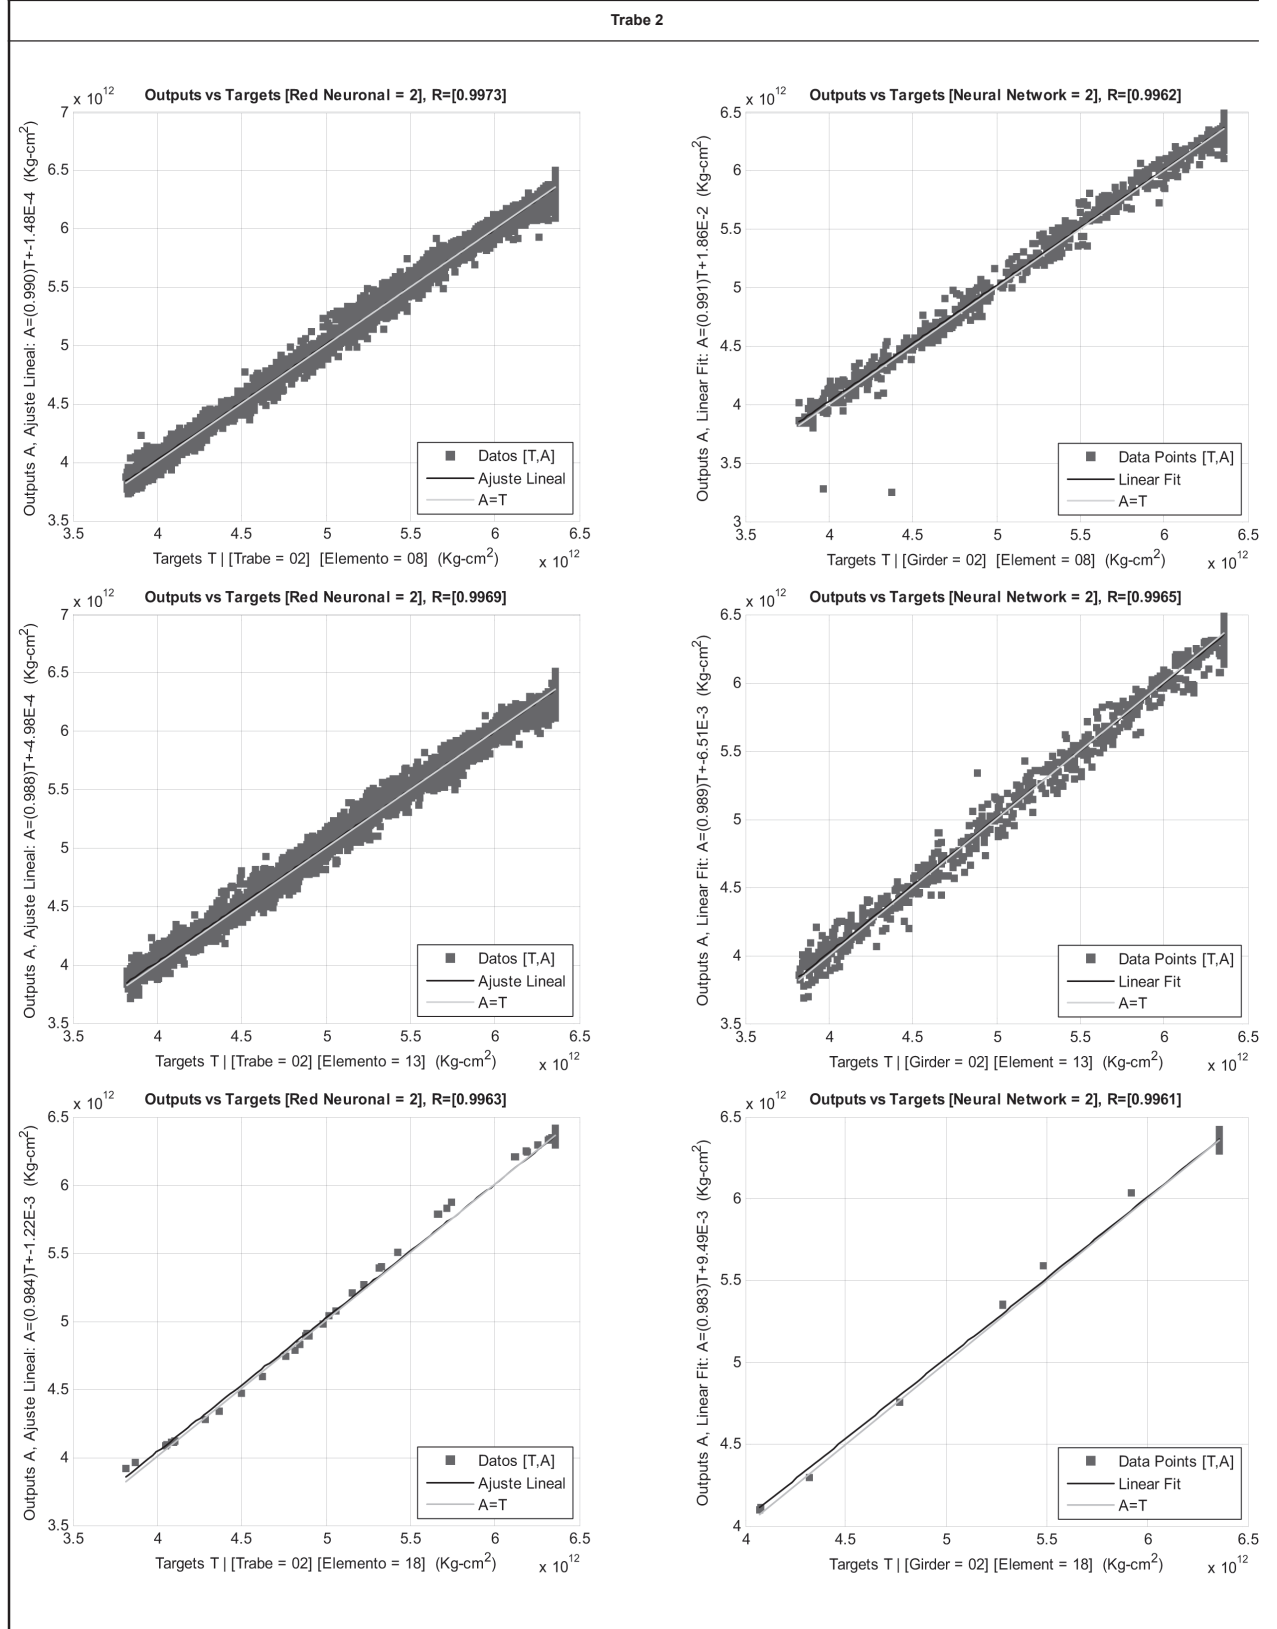 Trabe 2
Outputs vs Targets [Red Neuronal = 2], R=[0.9973]
x 10^12
7
6.5
6
5.5
5
4.5
4
3.5
Outputs A, Ajuste Lineal: A=(0.990)T+-1.48E-4 (Kg-cm^2)
Datos [T,A]
Ajuste Lineal
A=T
3.5 4 4.5 5 5.5 6 6.5
Targets T | [Trabe = 02] [Elemento = 08] (Kg-cm^2)
x 10^12
Outputs vs Targets [Neural Network = 2], R=[0.9962]
x 10^12
6.5
6
5.5
5
4.5
4
3.5
3
Outputs A, Linear Fit: A=(0.991)T+1.86E-2 (Kg-cm^2)
Data Points [T,A]
Linear Fit
A=T
3.5 4 4.5 5 5.5 6 6.5
Targets T | [Girder = 02] [Element = 08] (Kg-cm^2)
x 10^12
Outputs vs Targets [Red Neuronal = 2], R=[0.9969]
x 10^12
7
6.5
6
5.5
5
4.5
4
3.5
Outputs A, Ajuste Lineal: A=(0.988)T+-4.98E-4 (Kg-cm^2)
Datos [T,A]
Ajuste Lineal
A=T
3.5 4 4.5 5 5.5 6 6.5
Targets T | [Trabe = 02] [Elemento = 13] (Kg-cm^2)
x 10^12
Outputs vs Targets [Neural Network = 2], R=[0.9965]
x 10^12
6.5
6
5.5
5
4.5
4
3.5
Outputs A, Linear Fit: A=(0.989)T+-6.51E-3 (Kg-cm^2)
Data Points [T,A]
Linear Fit
A=T
3.5 4 4.5 5 5.5 6 6.5
Targets T | [Girder = 02] [Element = 13] (Kg-cm^2)
x 10^12
Outputs vs Targets [Red Neuronal = 2], R=[0.9963]
x 10^12
6.5
6
5.5
5
4.5
4
3.5
Outputs A, Ajuste Lineal: A=(0.984)T+-1.22E-3 (Kg-cm^2)
Datos [T,A]
Ajuste Lineal
A=T
3.5 4 4.5 5 5.5 6 6.5
Targets T | [Trabe = 02] [Elemento = 18] (Kg-cm^2)
x 10^12
Outputs vs Targets [Neural Network = 2], R=[0.9961]
x 10^12
6.5
6
5.5
5
4.5
4
Outputs A, Linear Fit: A=(0.983)T+9.49E-3 (Kg-cm^2)
Data Points [T,A]
Linear Fit
A=T
4 4.5 5 5.5 6 6.5
Targets T | [Girder = 02] [Element = 18] (Kg-cm^2)
x 10^12